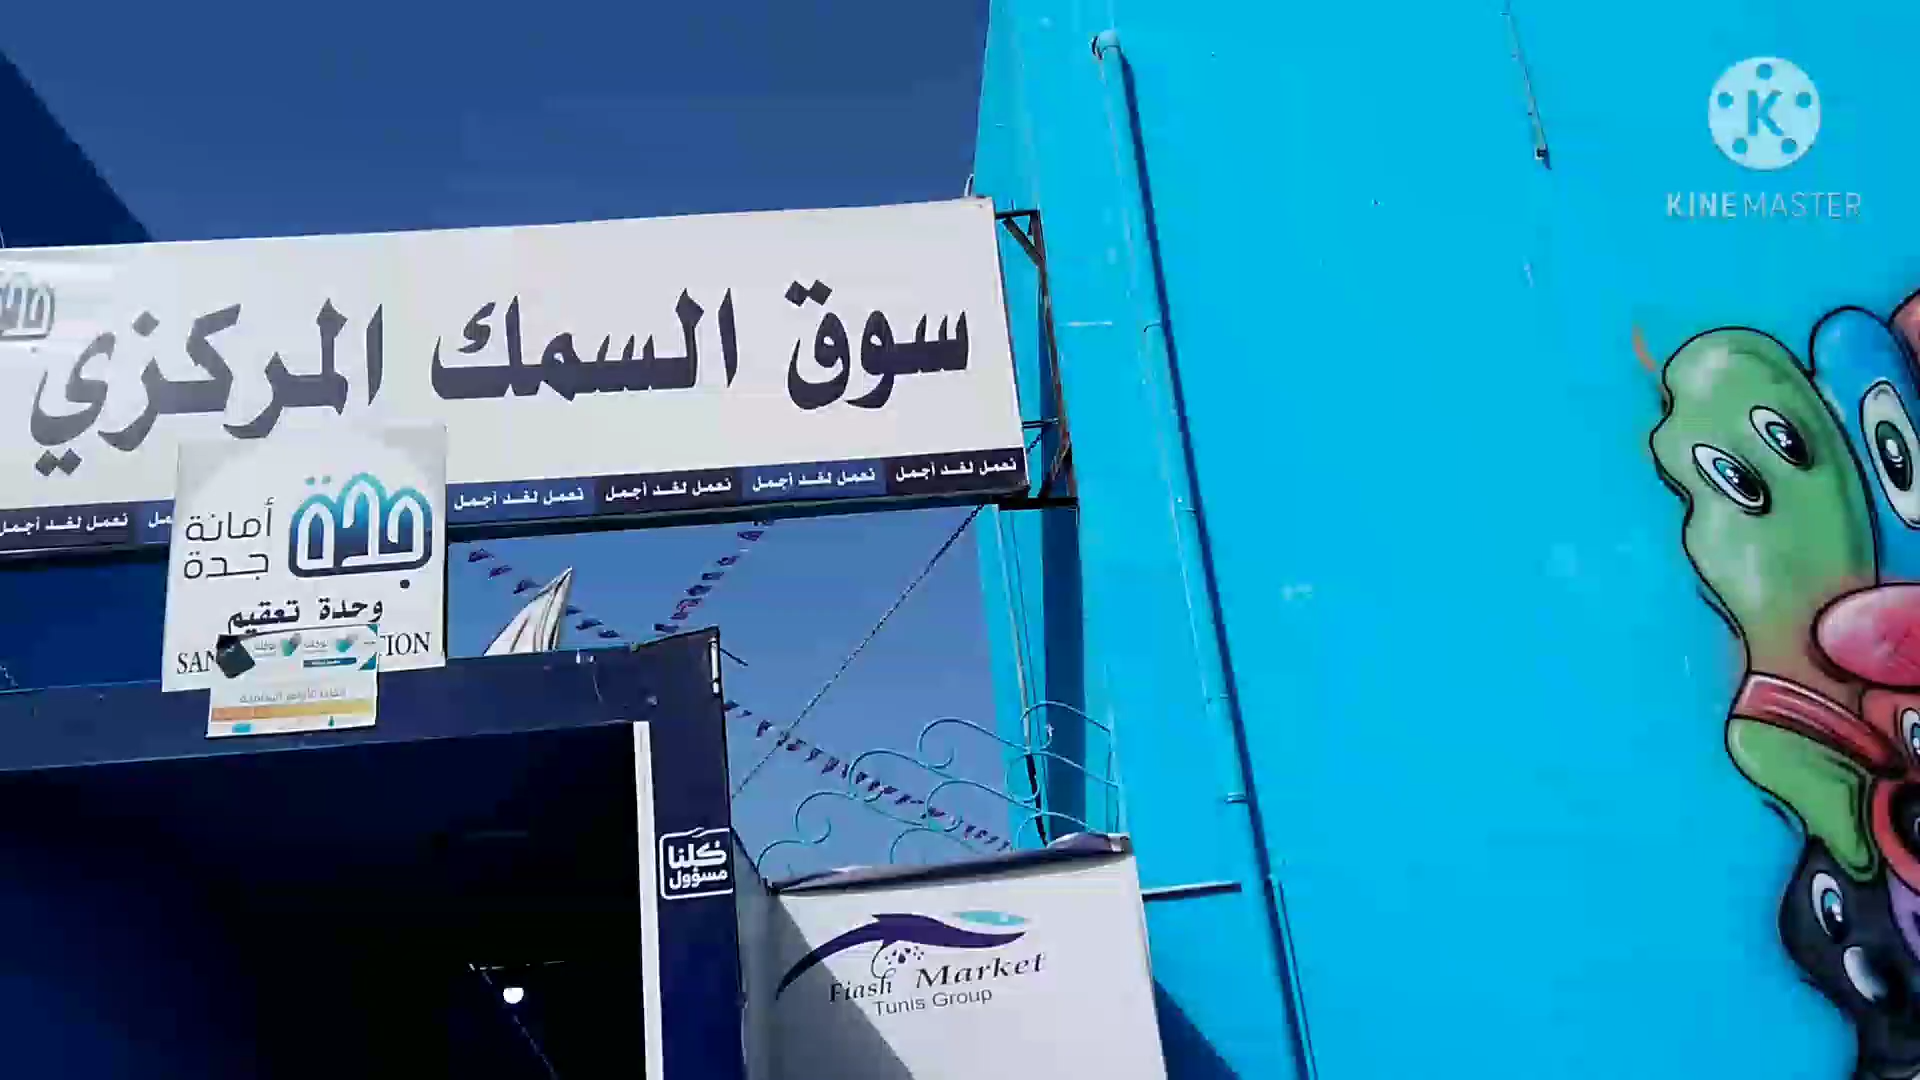 KINEMASTER
سوق السمك المركزي
نعمل لغد أجمل نعمل لغد أجمل نعمل لغد أجمل نعمل لغد أجمل
نعمل لغد أجمل
جدة
أمانة
جدة
وحدة تعقيم
كلنا
مسؤول
Fiash Market
Tunis Group